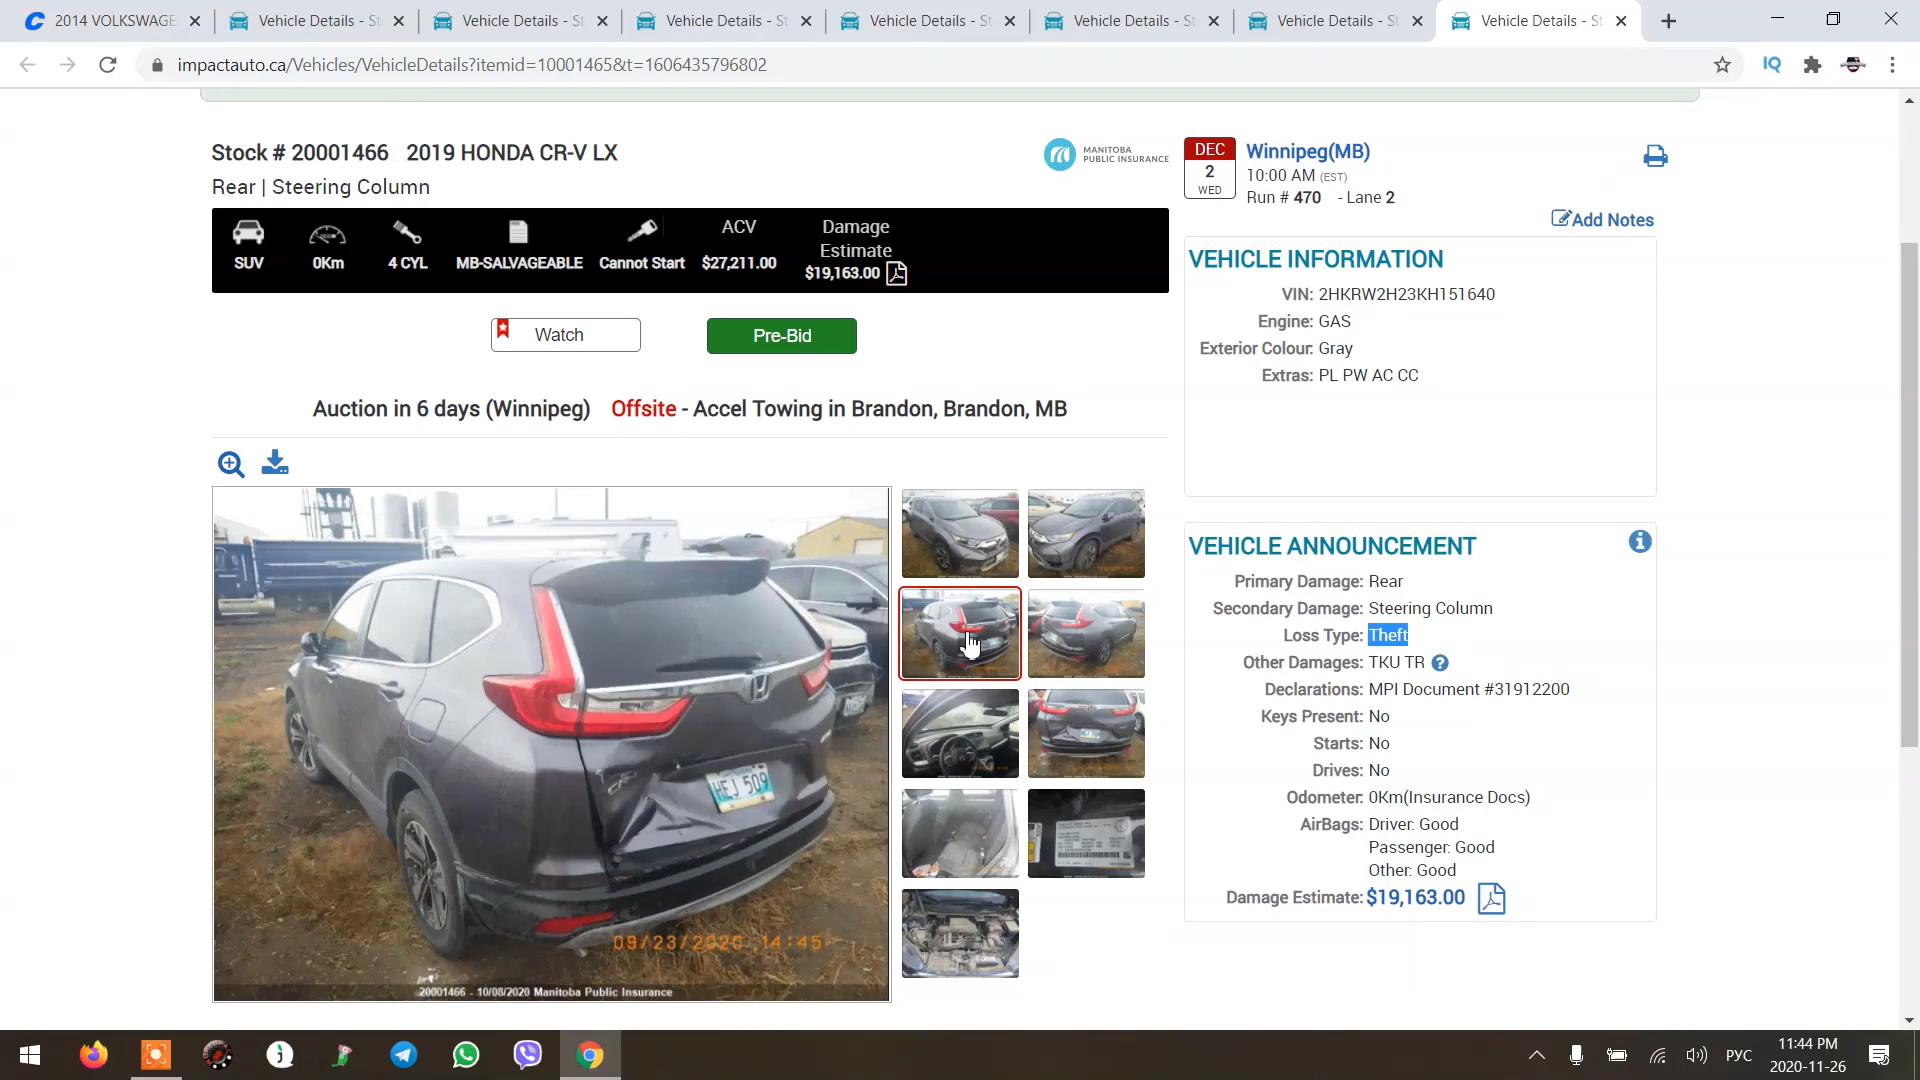 2014 VOLKSWAGE
Vehicle Details - St
Vehicle Details - St
Vehicle Details - St
Vehicle Details - St
Vehicle Details - St
Vehicle Details - St
Vehicle Details - St
impactauto.ca/Vehicles/VehicleDetails?itemid=10001465&t=1606435796802
IQ
Stock # 20001466 2019 HONDA CR-V LX
Rear | Steering Column
MANITOBA
PUBLIC INSURANCE
SUV
0Km
4 CYL
MB-SALVAGEABLE
Cannot Start
ACV
$27,211.00
Damage
Estimate
$19,163.00
Watch
Pre-Bid
Auction in 6 days (Winnipeg) Offsite - Accel Towing in Brandon, Brandon, MB
HEJ 509
09/23/2020 14:45
20001466 - 10/08/2020 Manitoba Public Insurance
DEC
2
WED
Winnipeg(MB)
10:00 AM (EST)
Run # 470 - Lane 2
Add Notes
VEHICLE INFORMATION
VIN: 2HKRW2H23KH151640
Engine: GAS
Exterior Colour: Gray
Extras: PL PW AC CC
VEHICLE ANNOUNCEMENT
Primary Damage: Rear
Secondary Damage: Steering Column
Loss Type: Theft
Other Damages: TKU TR
Declarations: MPI Document #31912200
Keys Present: No
Starts: No
Drives: No
Odometer: 0Km(Insurance Docs)
AirBags: Driver: Good
Passenger: Good
Other: Good
Damage Estimate: $19,163.00
РУС
11:44 PM
2020-11-26